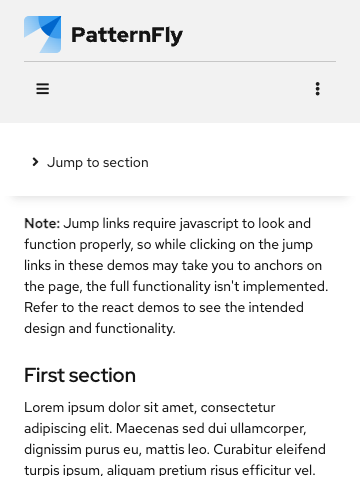 PatternFly
Jump to section
Note: Jump links require javascript to look and
function properly, so while clicking on the jump
links in these demos may take you to anchors on
the page, the full functionality isn't implemented.
Refer to the react demos to see the intended
design and functionality.
First section
Lorem ipsum dolor sit amet, consectetur
adipiscing elit. Maecenas sed dui ullamcorper,
dignissim purus eu, mattis leo. Curabitur eleifend
turpis ipsum, aliquam pretium risus efficitur vel.